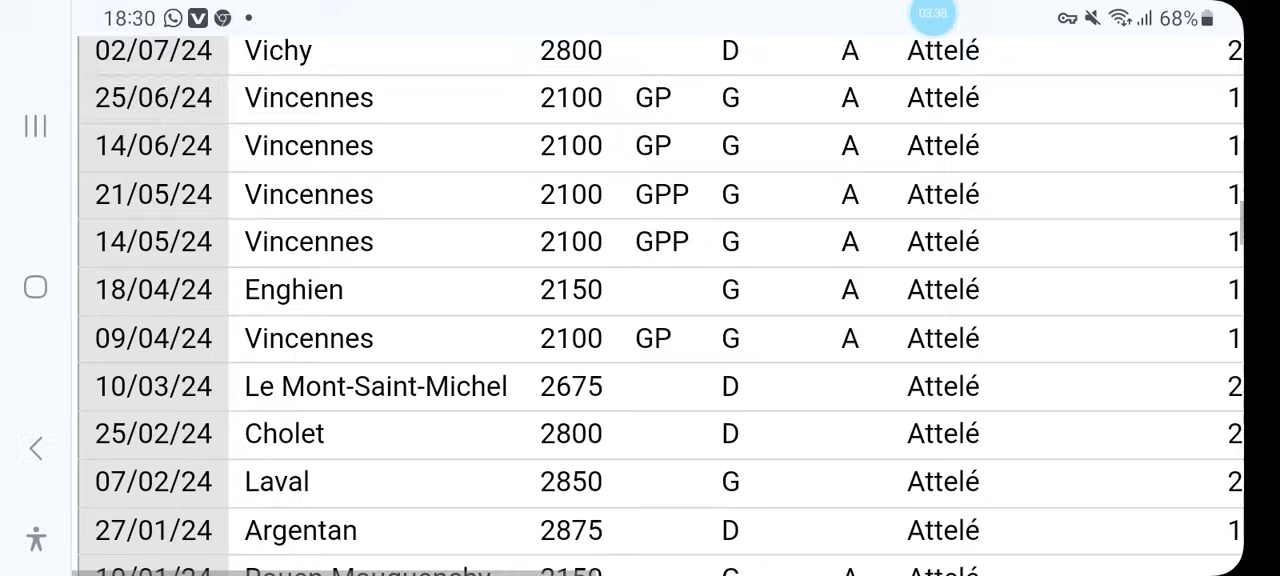 18:30 03:38 68%
02/07/24 Vichy 2800 D A Attelé 2
25/06/24 Vincennes 2100 GP G A Attelé 1
14/06/24 Vincennes 2100 GP G A Attelé 1
21/05/24 Vincennes 2100 GPP G A Attelé 1
14/05/24 Vincennes 2100 GPP G A Attelé 1
18/04/24 Enghien 2150 G A Attelé 1
09/04/24 Vincennes 2100 GP G A Attelé 1
10/03/24 Le Mont-Saint-Michel 2675 D Attelé 2
25/02/24 Cholet 2800 D Attelé 2
07/02/24 Laval 2850 G Attelé 2
27/01/24 Argentan 2875 D Attelé 1